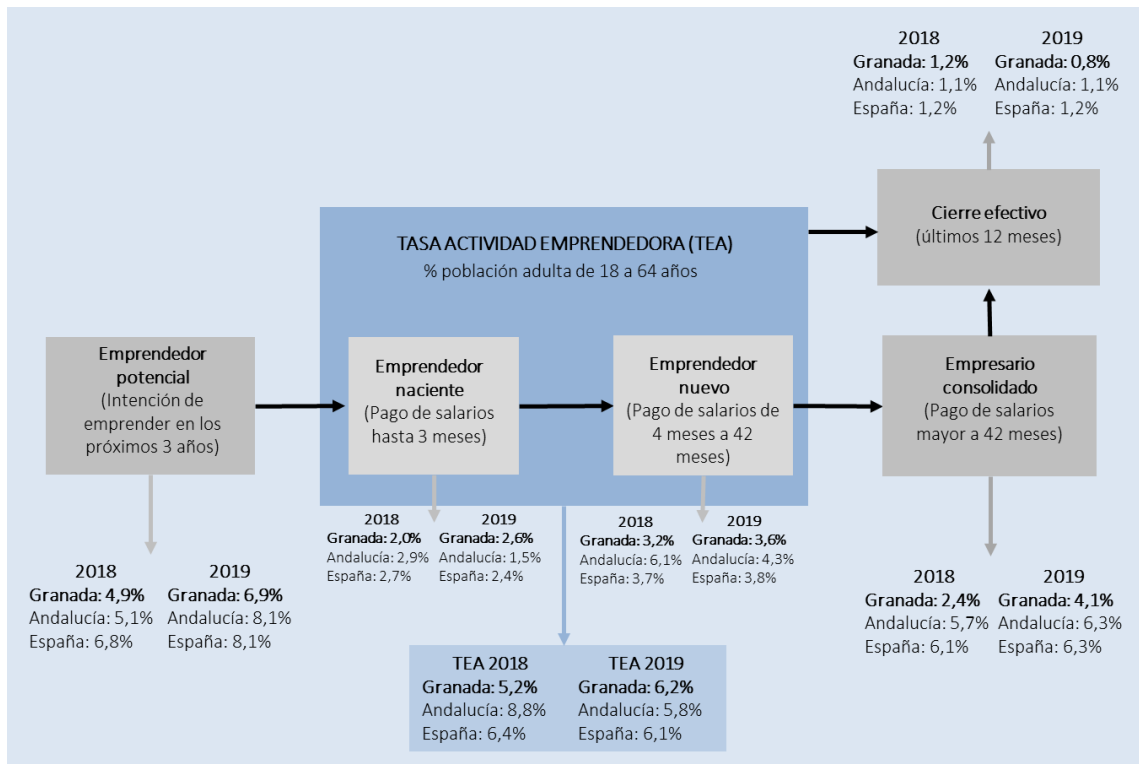 2018
Granada: 1,2%
Andalucía: 1,1%
España: 1,2%
2019
Granada: 0,8%
Andalucía: 1,1%
España: 1,2%
Cierre efectivo
(últimos 12 meses)
TASA ACTIVIDAD EMPRENDEDORA (TEA)
% población adulta de 18 a 64 años
Emprendedor
potencial
(Intención de
emprender en los
próximos 3 años)
Emprendedor
naciente
(Pago de salarios
hasta 3 meses)
Emprendedor
nuevo
(Pago de salarios de
4 meses a 42
meses)
Empresario
consolidado
(Pago de salarios
mayor a 42 meses)
2018
Granada: 4,9%
Andalucía: 5,1%
España: 6,8%
2019
Granada: 6,9%
Andalucía: 8,1%
España: 8,1%
2018
Granada: 2,0%
Andalucía: 2,9%
España: 2,7%
2019
Granada: 2,6%
Andalucía: 1,5%
España: 2,4%
2018
Granada: 3,2%
Andalucía: 6,1%
España: 3,7%
2019
Granada: 3,6%
Andalucía: 4,3%
España: 3,8%
2018
Granada: 2,4%
Andalucía: 5,7%
España: 6,1%
2019
Granada: 4,1%
Andalucía: 6,3%
España: 6,3%
TEA 2018
Granada: 5,2%
Andalucía: 8,8%
España: 6,4%
TEA 2019
Granada: 6,2%
Andalucía: 5,8%
España: 6,1%